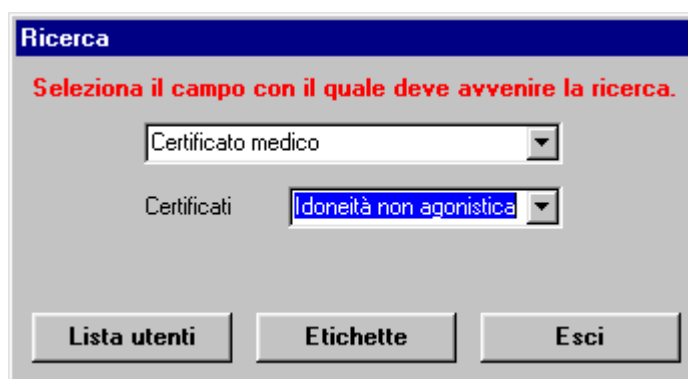 Ricerca
Seleziona il campo con il quale deve avvenire la ricerca.
Certificato medico
Certificati Idoneità non agonistica
Lista utenti Etichette Esci